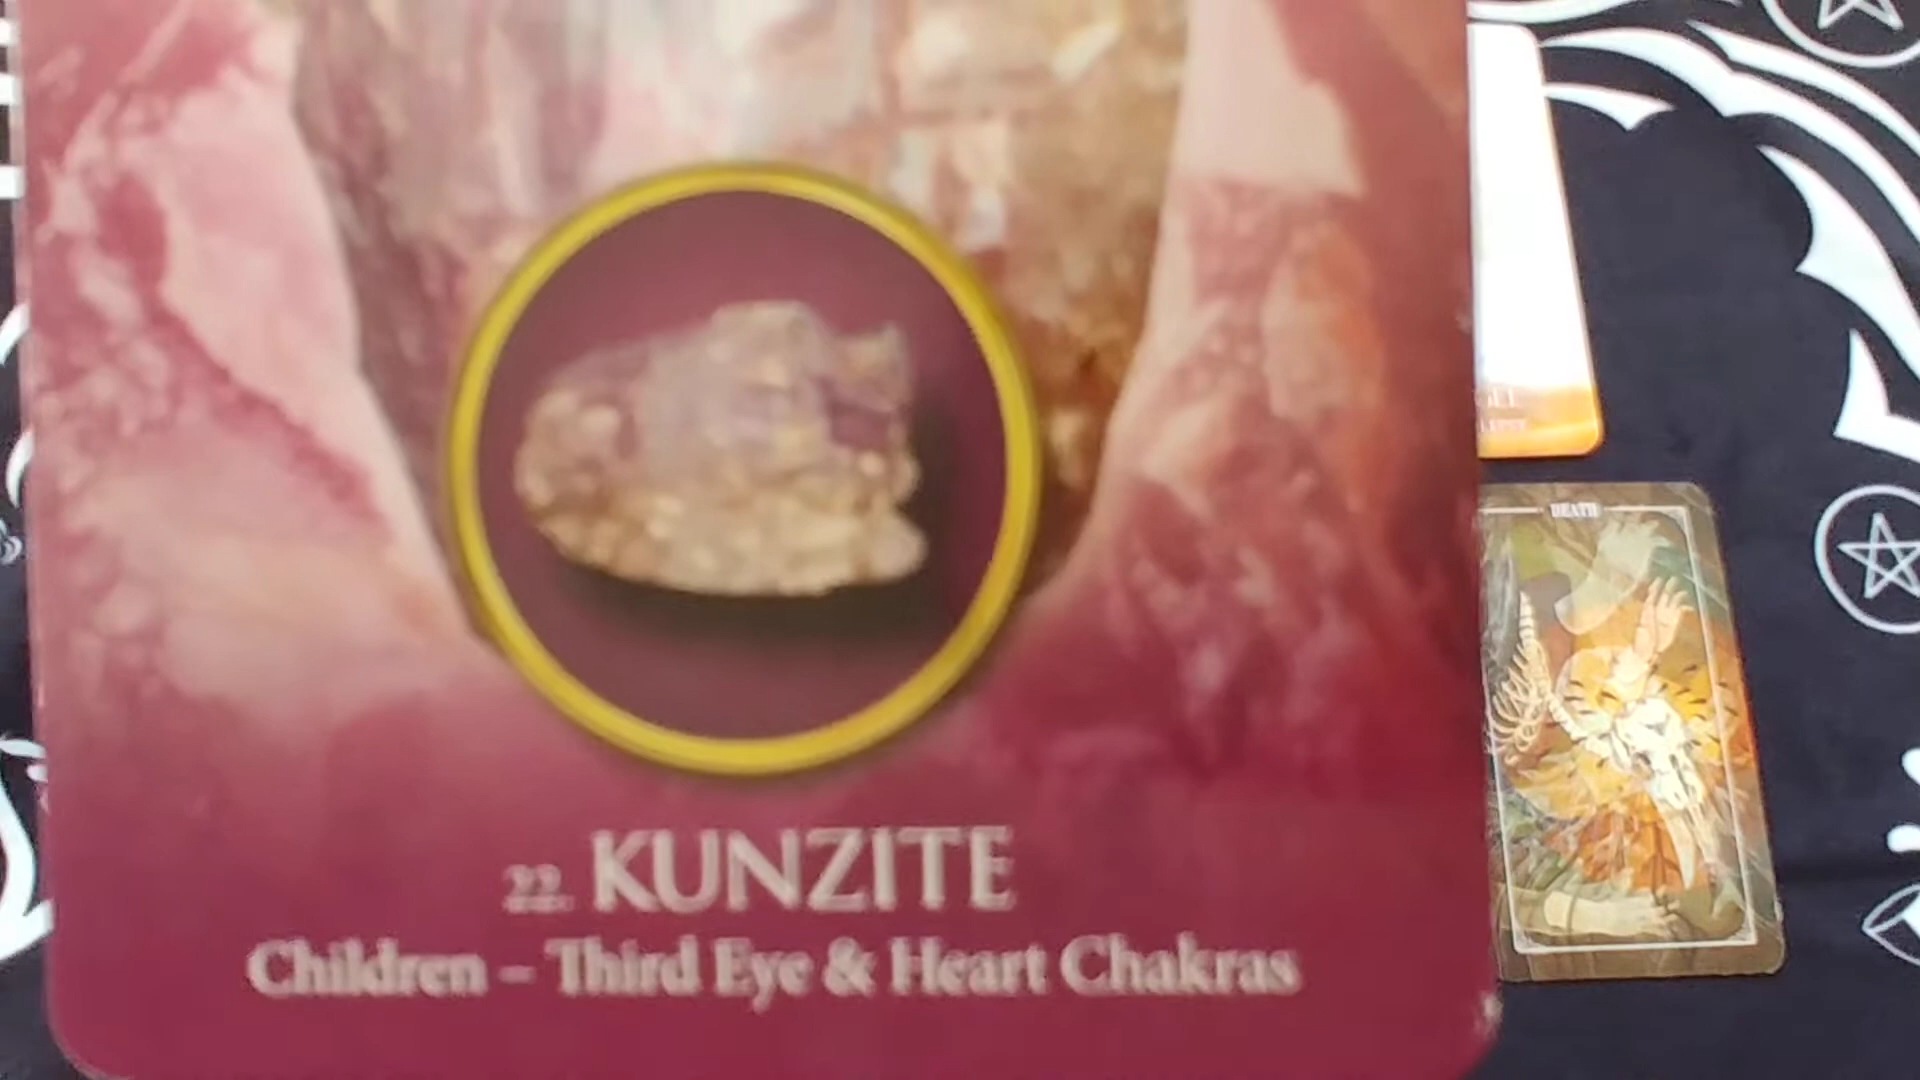 DEATH
22. KUNZITE
Children – Third Eye & Heart Chakras